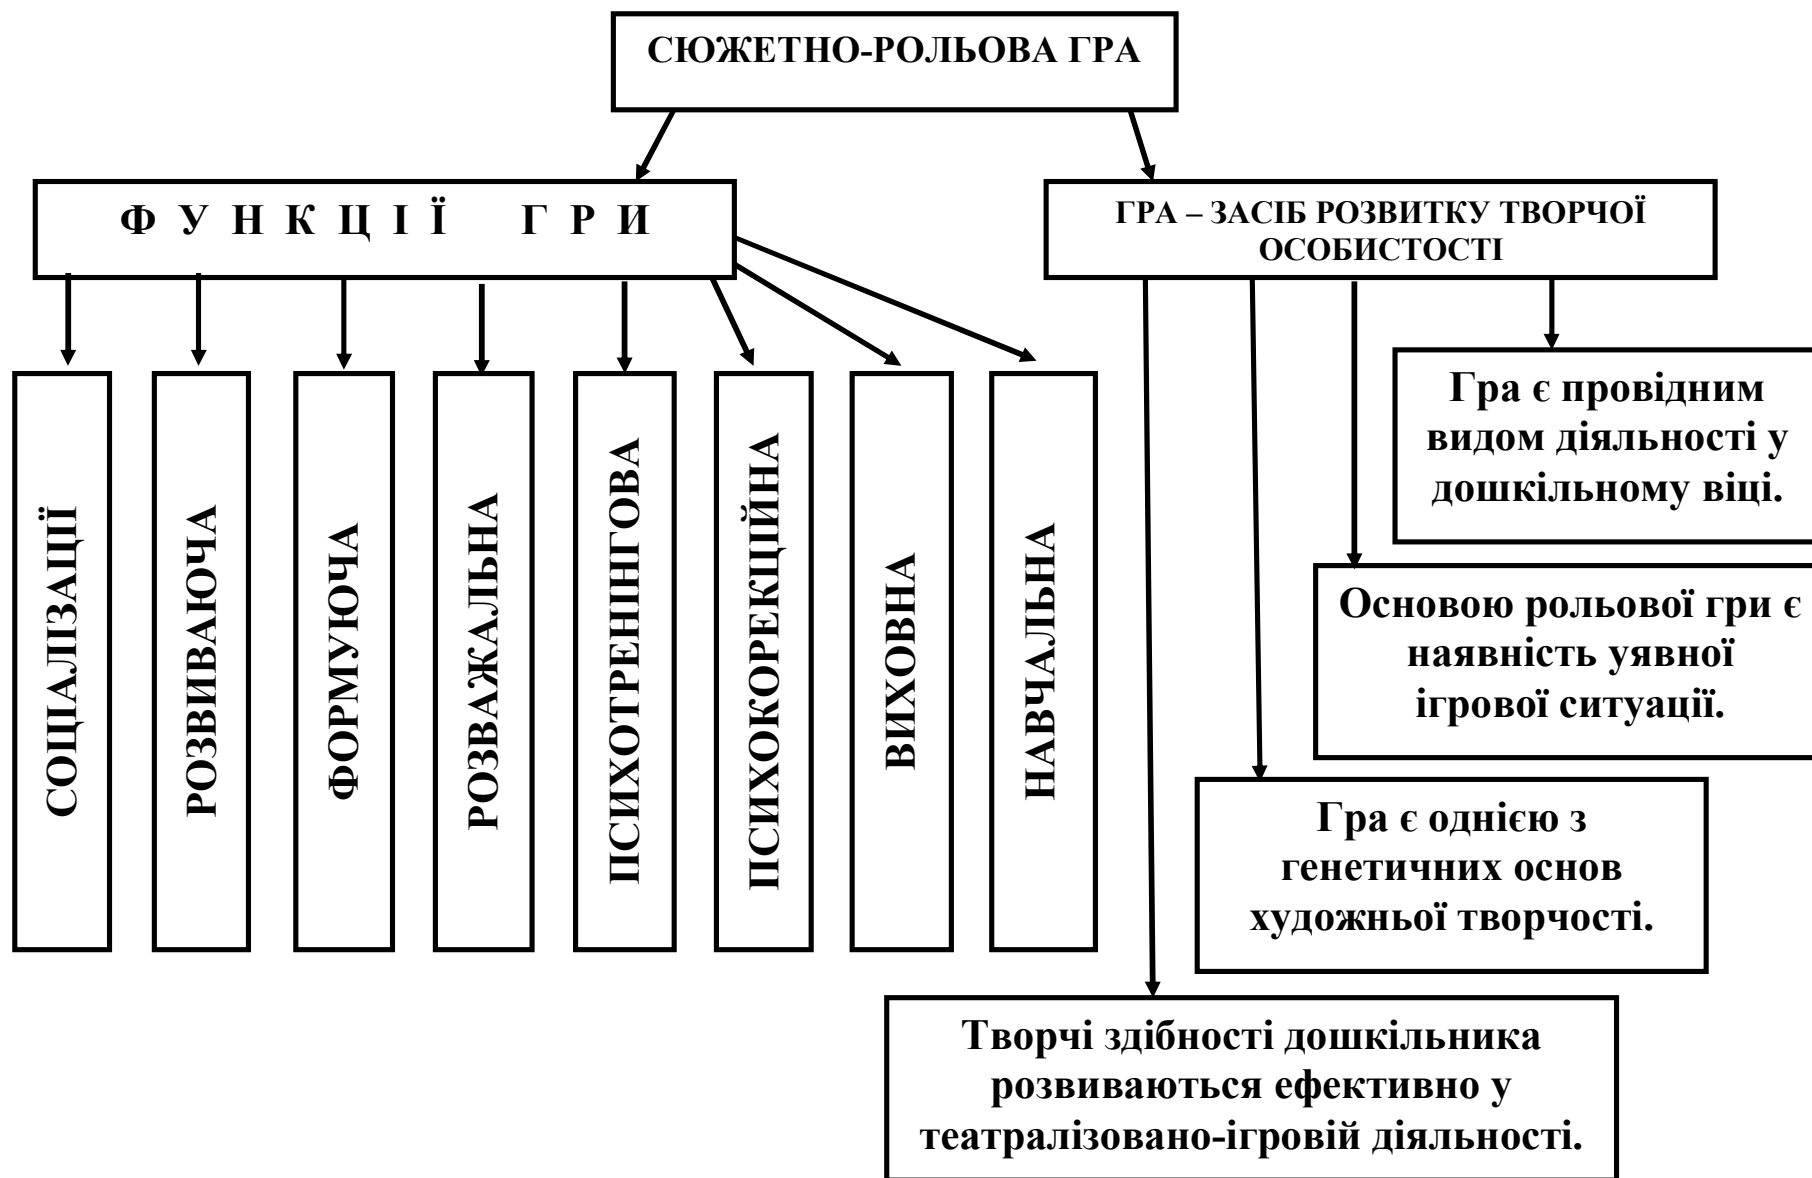 СЮЖЕТНО-РОЛЬОВА ГРА
Ф У Н К Ц І Ї Г Р И
ГРА – ЗАСІБ РОЗВИТКУ ТВОРЧОЇ
ОСОБИСТОСТІ
СОЦІАЛІЗАЦІЇ
РОЗВИВАЮЧА
ФОРМУЮЧА
РОЗВАЖАЛЬНА
ПСИХОТРЕНІНГОВА
ПСИХОКОРЕКЦІЙНА
ВИХОВНА
НАВЧАЛЬНА
Гра є провідним
видом діяльності у
дошкільному віці.
Основою рольової гри є
наявність уявної
ігрової ситуації.
Гра є однією з
генетичних основ
художньої творчості.
Творчі здібності дошкільника
розвиваються ефективно у
театралізовано-ігровій діяльності.